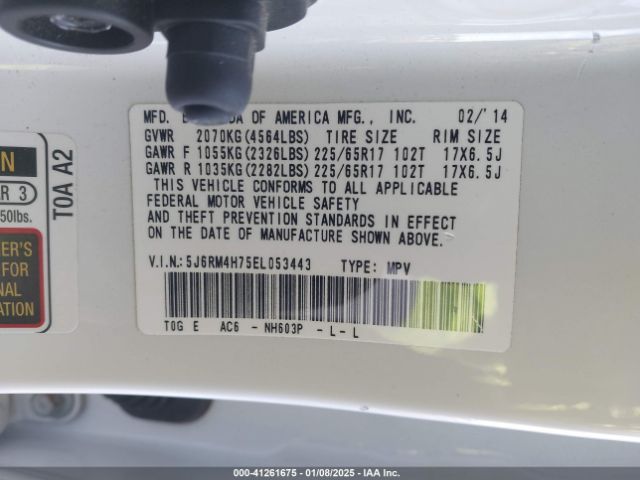 MFD. B DA OF AMERICA MFG., INC. 02/'14
GVWR 2070KG(4564LBS) TIRE SIZE RIM SIZE
GAWR F 1055KG(2326LBS) 225/65R17 102T 17X6.5J
GAWR R 1035KG(2282LBS) 225/65R17 102T 17X6.5J
THIS VEHICLE CONFORMS TO ALL APPLICABLE
FEDERAL MOTOR VEHICLE SAFETY
AND THEFT PREVENTION STANDARDS IN EFFECT
ON THE DATE OF MANUFACTURE SHOWN ABOVE.
V.I.N.: 5J6RM4H75EL053443 TYPE: MPV
T0G E AC6 - NH603P - L - L
N
R 3
50lbs.
ER'S
FOR
NAL
ATION
T0A A2
© COPYRIGHT - 41261675 - 01/08/2025 - IAA Inc.